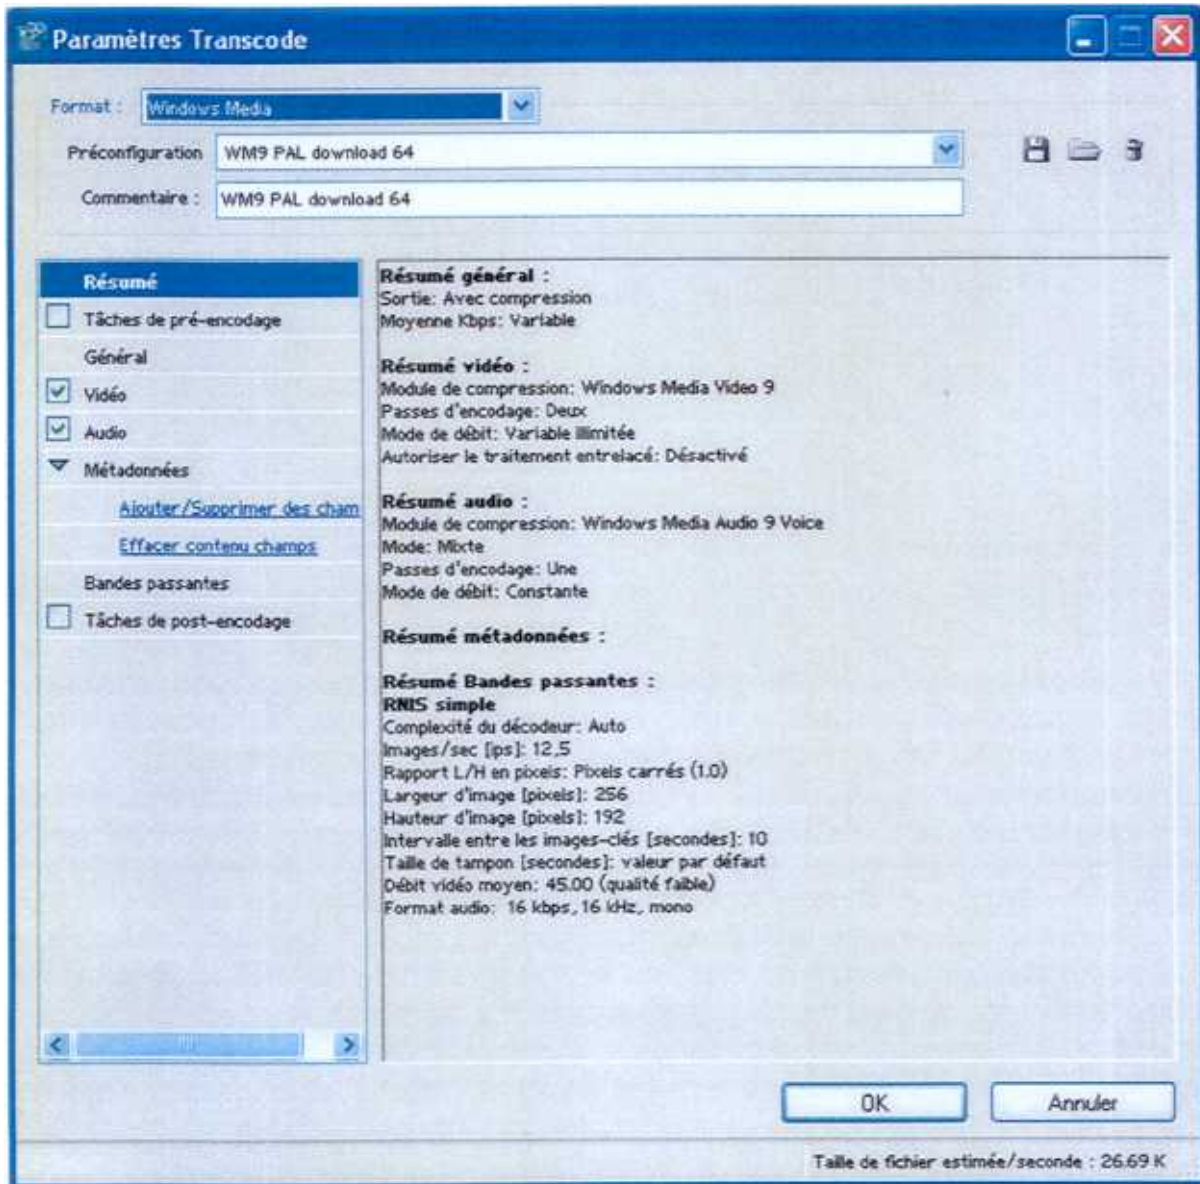 Paramètres Transcode
Format : Windows Media
Préconfiguration WM9 PAL download 64
Commentaire : WM9 PAL download 64
Résumé
Tâches de pré-encodage
Général
Vidéo
Audio
Métadonnées
Ajouter/Supprimer des cham
Effacer contenu champs
Bandes passantes
Tâches de post-encodage
Résumé général :
Sortie: Avec compression
Moyenne Kbps: Variable
Résumé vidéo :
Module de compression: Windows Media Video 9
Passes d'encodage: Deux
Mode de débit: Variable illimitée
Autoriser le traitement entrelacé: Désactivé
Résumé audio :
Module de compression: Windows Media Audio 9 Voice
Mode: Mixte
Passes d'encodage: Une
Mode de débit: Constante
Résumé métadonnées :
Résumé Bandes passantes :
RNIS simple
Complexité du décodeur: Auto
Images/sec [ips]: 12,5
Rapport L/H en pixels: Pixels carrés (1.0)
Largeur d'image [pixels]: 256
Hauteur d'image [pixels]: 192
Intervalle entre les images-clés [secondes]: 10
Taille de tampon [secondes]: valeur par défaut
Débit vidéo moyen: 45.00 (qualité faible)
Format audio: 16 kbps, 16 kHz, mono
OK
Annuler
Taille de fichier estimée/seconde : 26.69 K